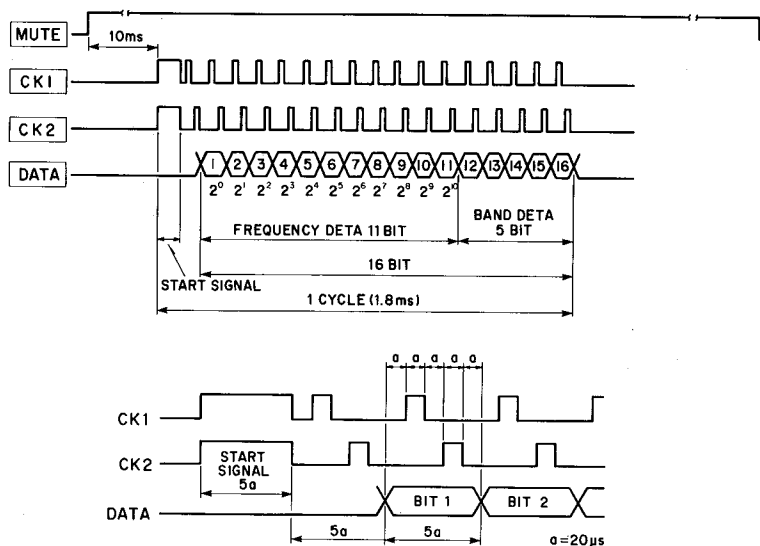 MUTE
10ms
CK1
CK2
DATA
1 2 3 4 5 6 7 8 9 10 11 12 13 14 15 16
2⁰ 2¹ 2² 2³ 2⁴ 2⁵ 2⁶ 2⁷ 2⁸ 2⁹ 2¹⁰
FREQUENCY DETA 11 BIT
BAND DETA
5 BIT
16 BIT
START SIGNAL
1 CYCLE (1.8ms)
a a a a a
CK1
CK2
START
SIGNAL
5a
DATA
BIT 1
BIT 2
5a
5a
a=20μs